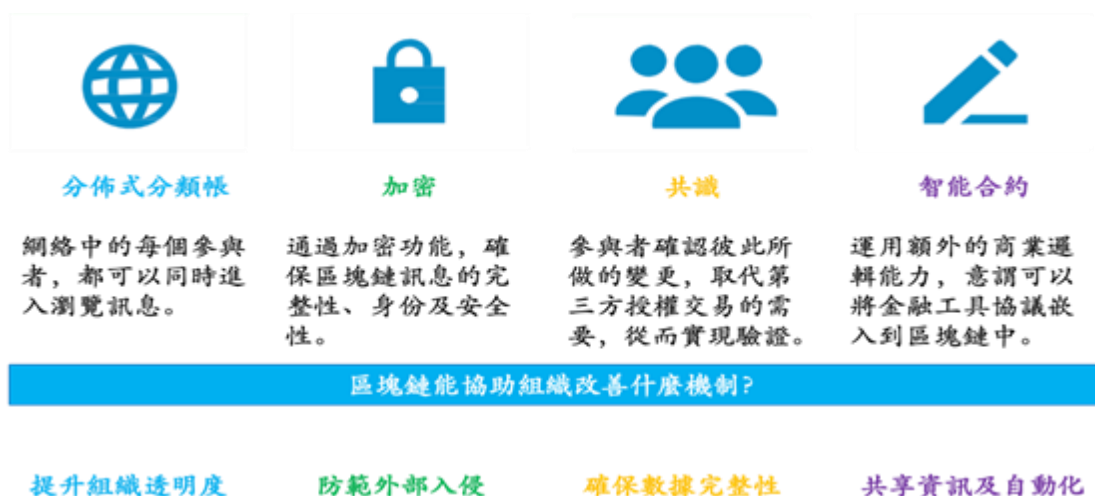 分佈式分類帳
加密
共識
智能合約
網絡中的每個參與
者，都可以同時進
入瀏覽訊息。
通過加密功能，確
保區塊鏈訊息的完
整性、身份及安全
性。
參與者確認彼此所
做的變更，取代第
三方授權交易的需
要，從而實現驗證。
運用額外的商業邏
輯能力，意謂可以
將金融工具協議嵌
入到區塊鏈中。
區塊鏈能協助組織改善什麼機制?
提升組織透明度
防範外部入侵
確保數據完整性
共享資訊及自動化